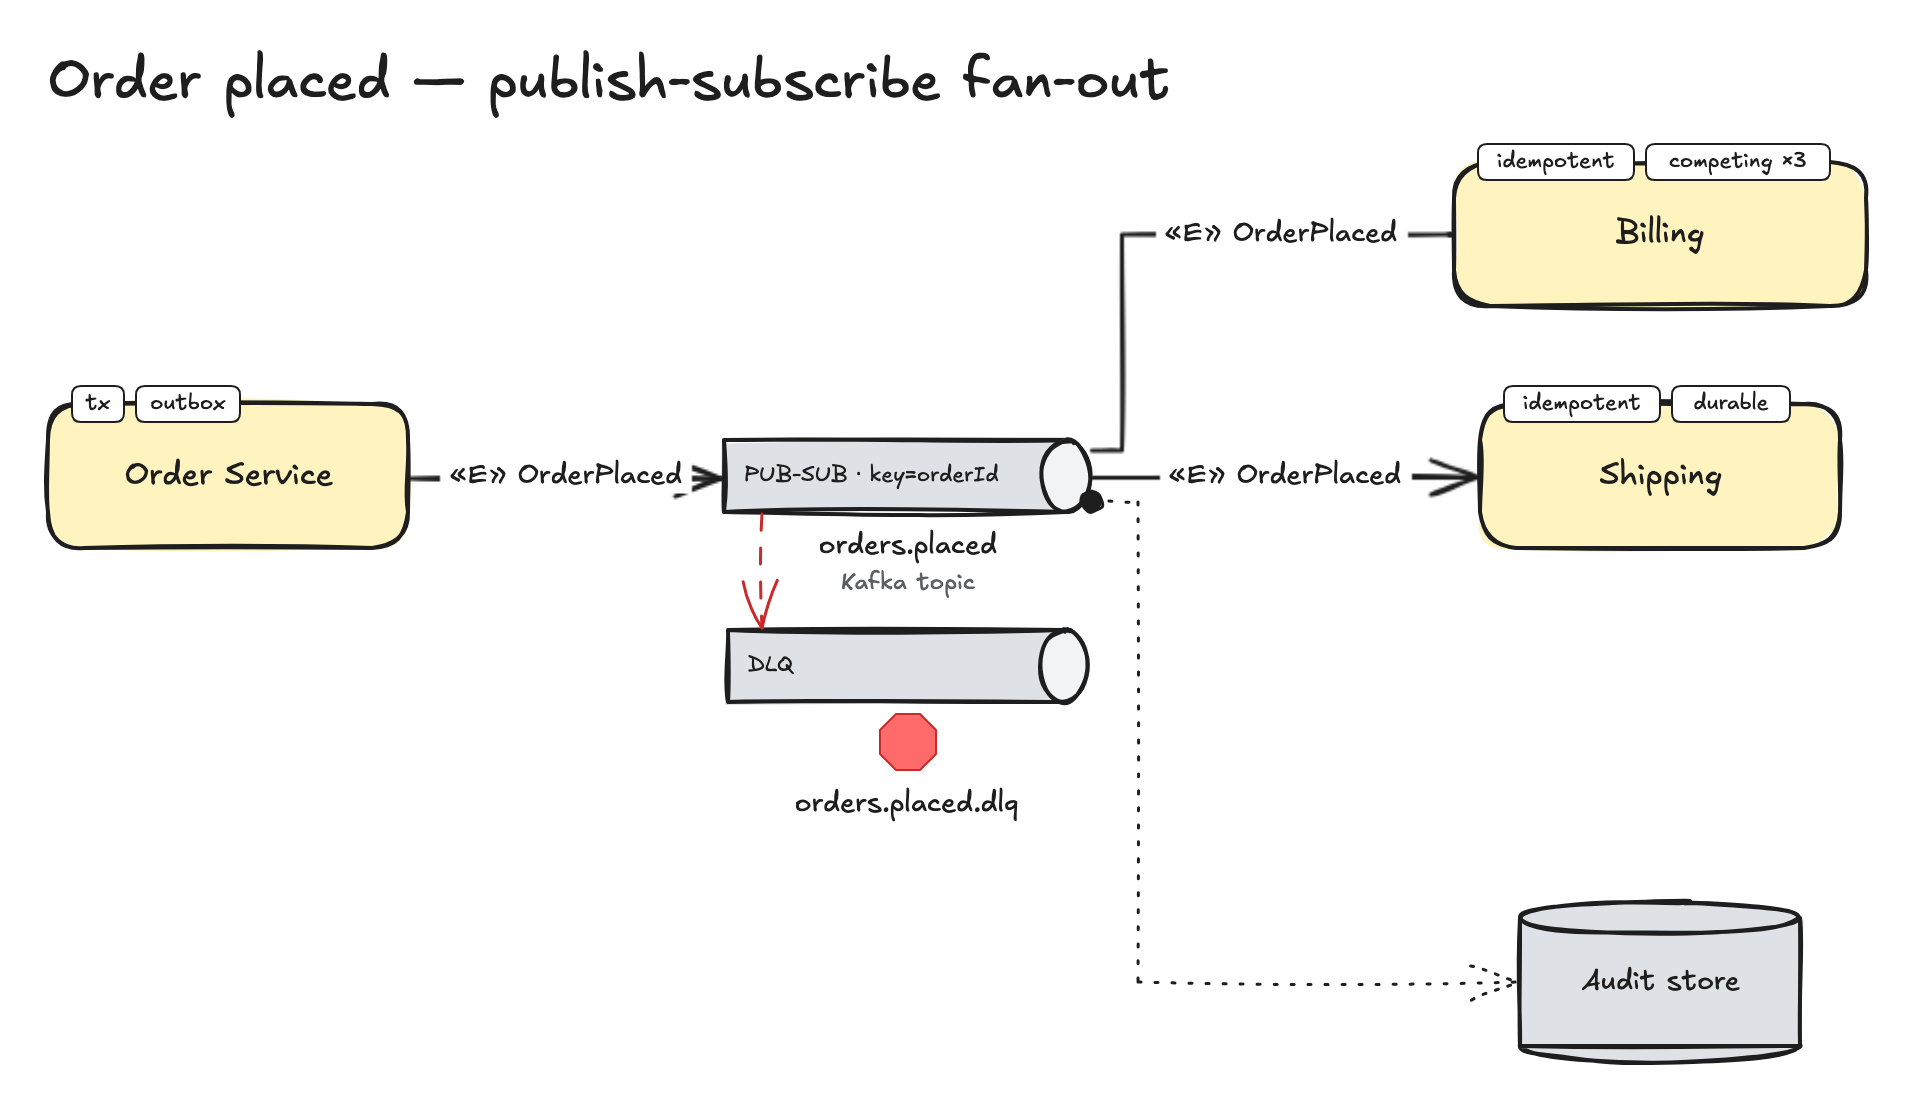 Order placed — publish-subscribe fan-out
idempotent
competing ×3
Billing
«E» OrderPlaced
tx
outbox
Order Service
«E» OrderPlaced
PUB-SUB · key=orderId
orders.placed
Kafka topic
«E» OrderPlaced
idempotent
durable
Shipping
DLQ
orders.placed.dlq
Audit store